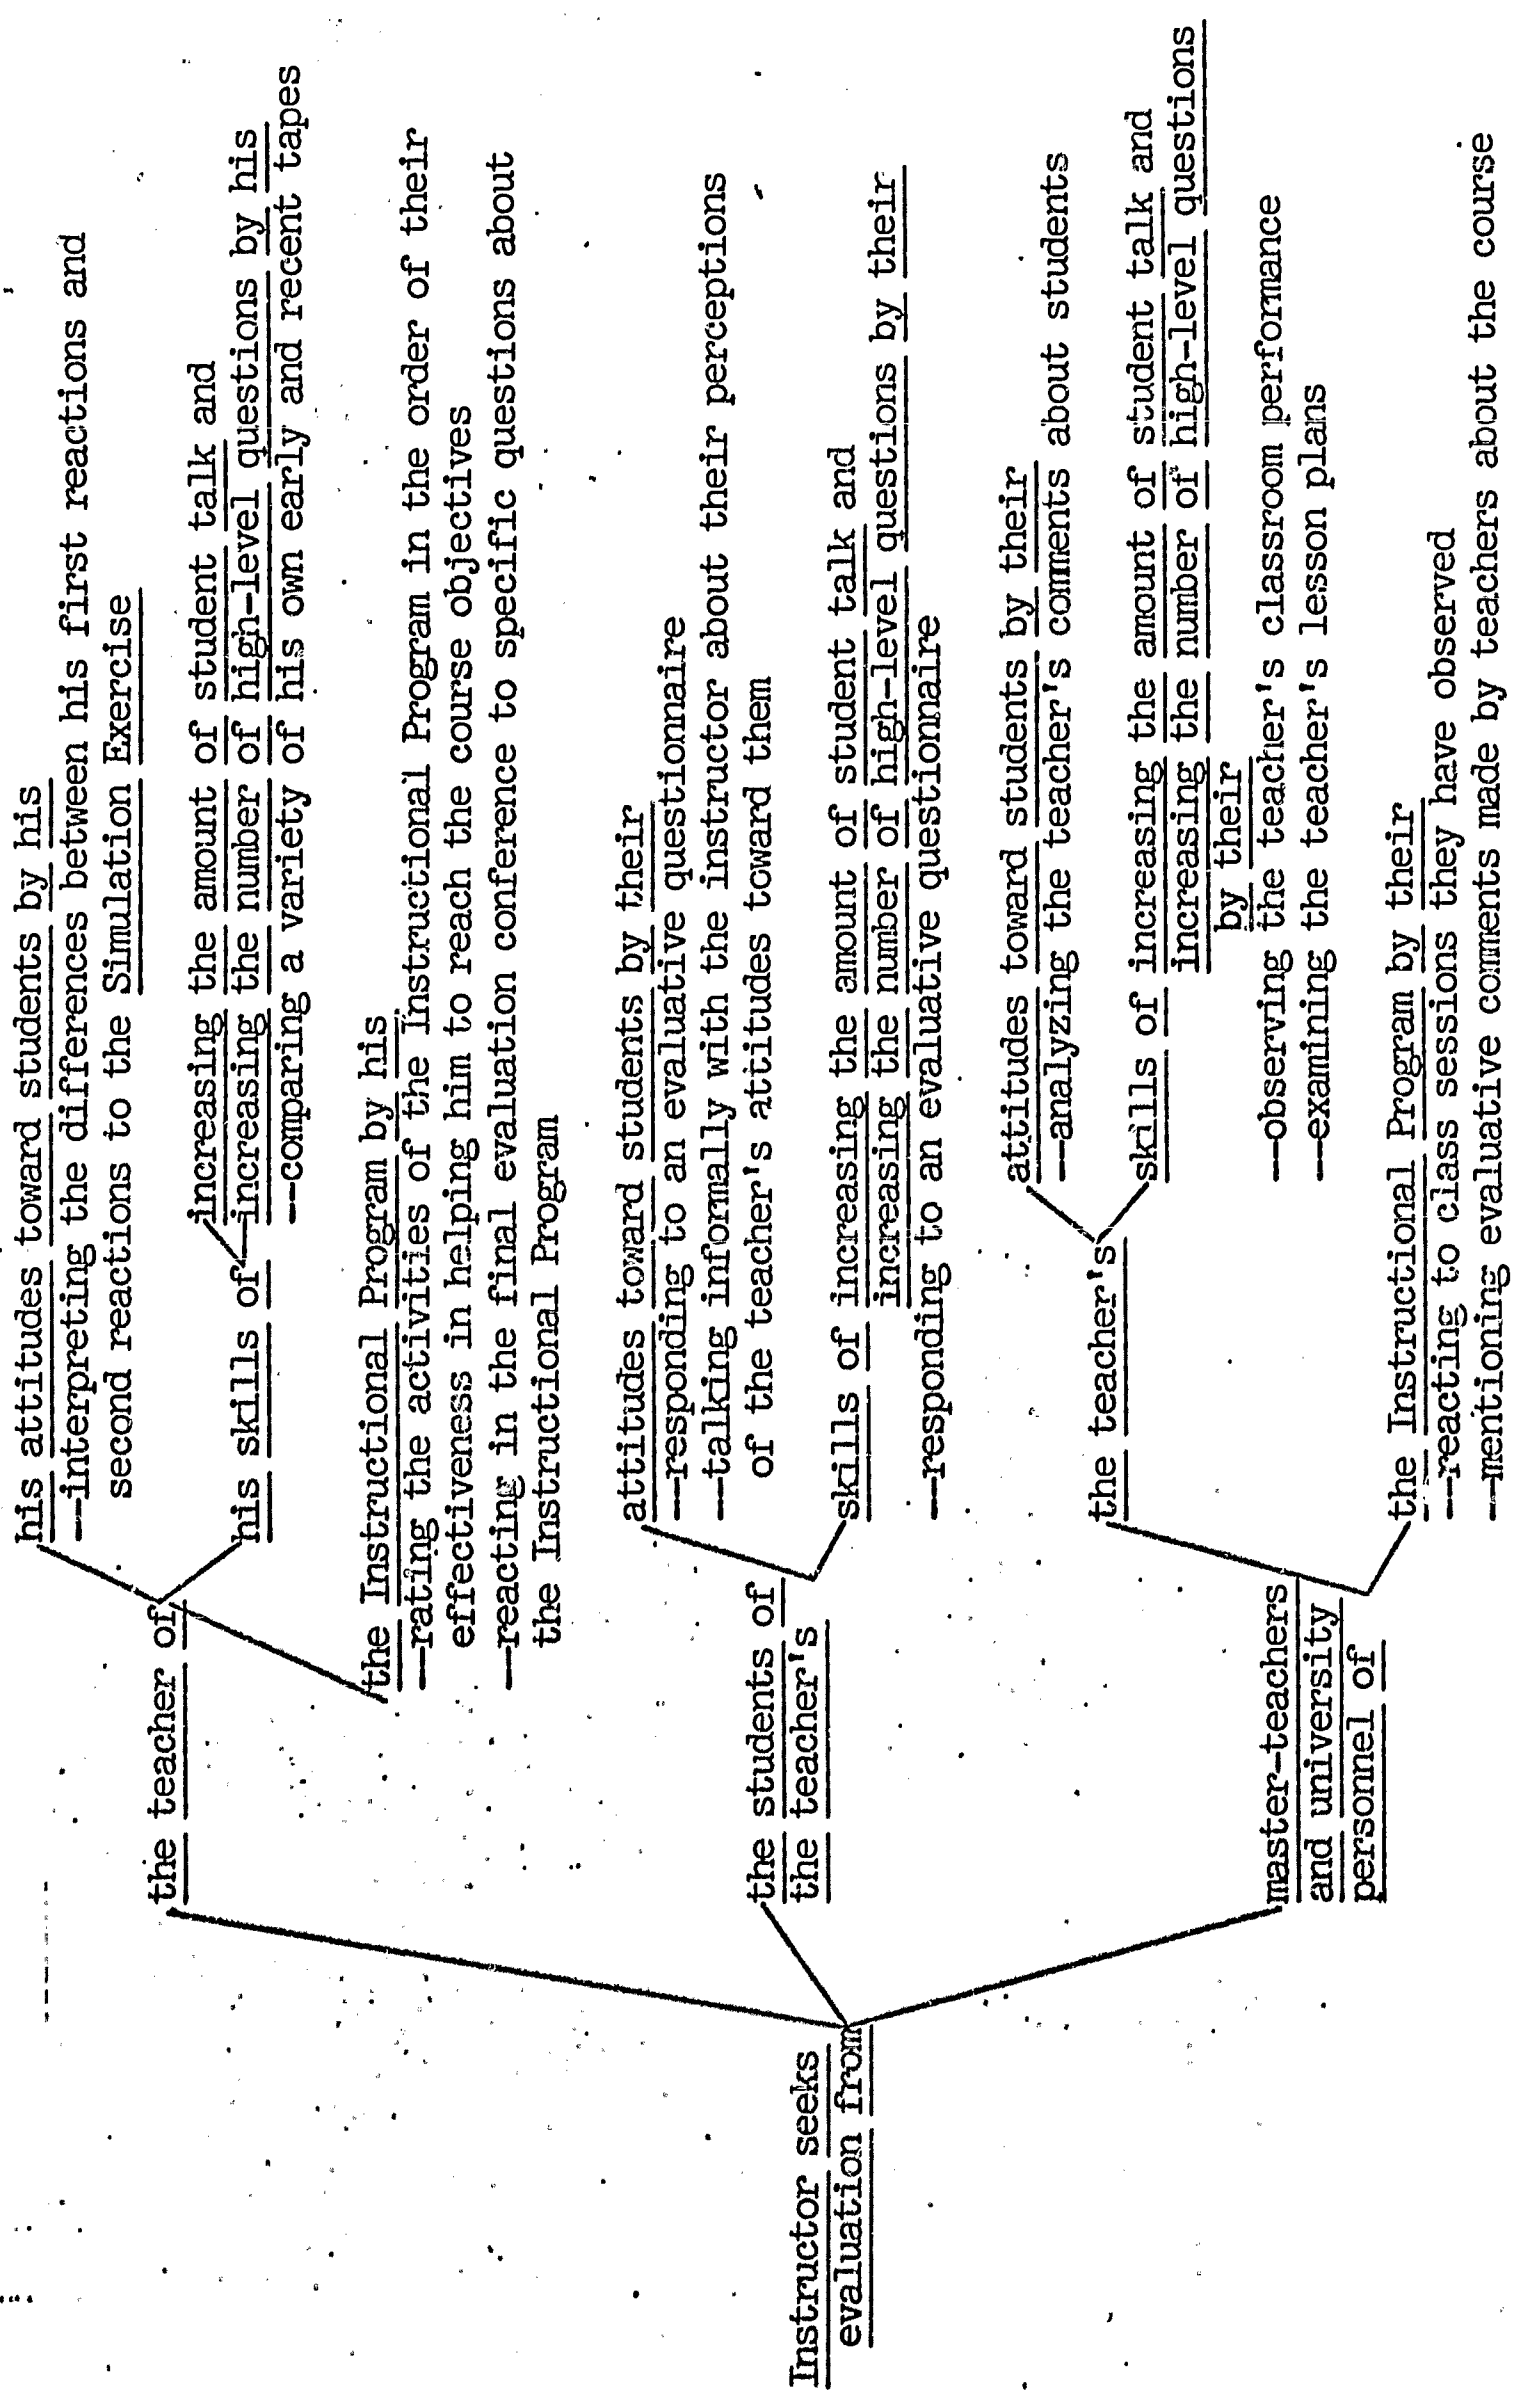 Instructor seeks
evaluation from
the teacher of
his attitudes toward students by his
--interpreting the differences between his first reactions and
second reactions to the Simulation Exercise
his skills of
increasing the amount of student talk and
increasing the number of high-level questions by his
--comparing a variety of his own early and recent tapes
the Instructional Program by his
--rating the activities of the Instructional Program in the order of their
effectiveness in helping him to reach the course objectives
--reacting in the final evaluation conference to specific questions about
the Instructional Program
the students of
the teacher's
attitudes toward students by their
--responding to an evaluative questionnaire
--talking informally with the instructor about their perceptions
of the teacher's attitudes toward them
skills of increasing the amount of student talk and
increasing the number of high-level questions by their
--responding to an evaluative questionnaire
master-teachers
and university
personnel of
the teacher's
attitudes toward students by their
--analyzing the teacher's comments about students
skills of increasing the amount of student talk and
increasing the number of high-level questions
by their
--observing the teacher's classroom performance
--examining the teacher's lesson plans
the Instructional Program by their
--reacting to class sessions they have observed
--mentioning evaluative comments made by teachers about the course